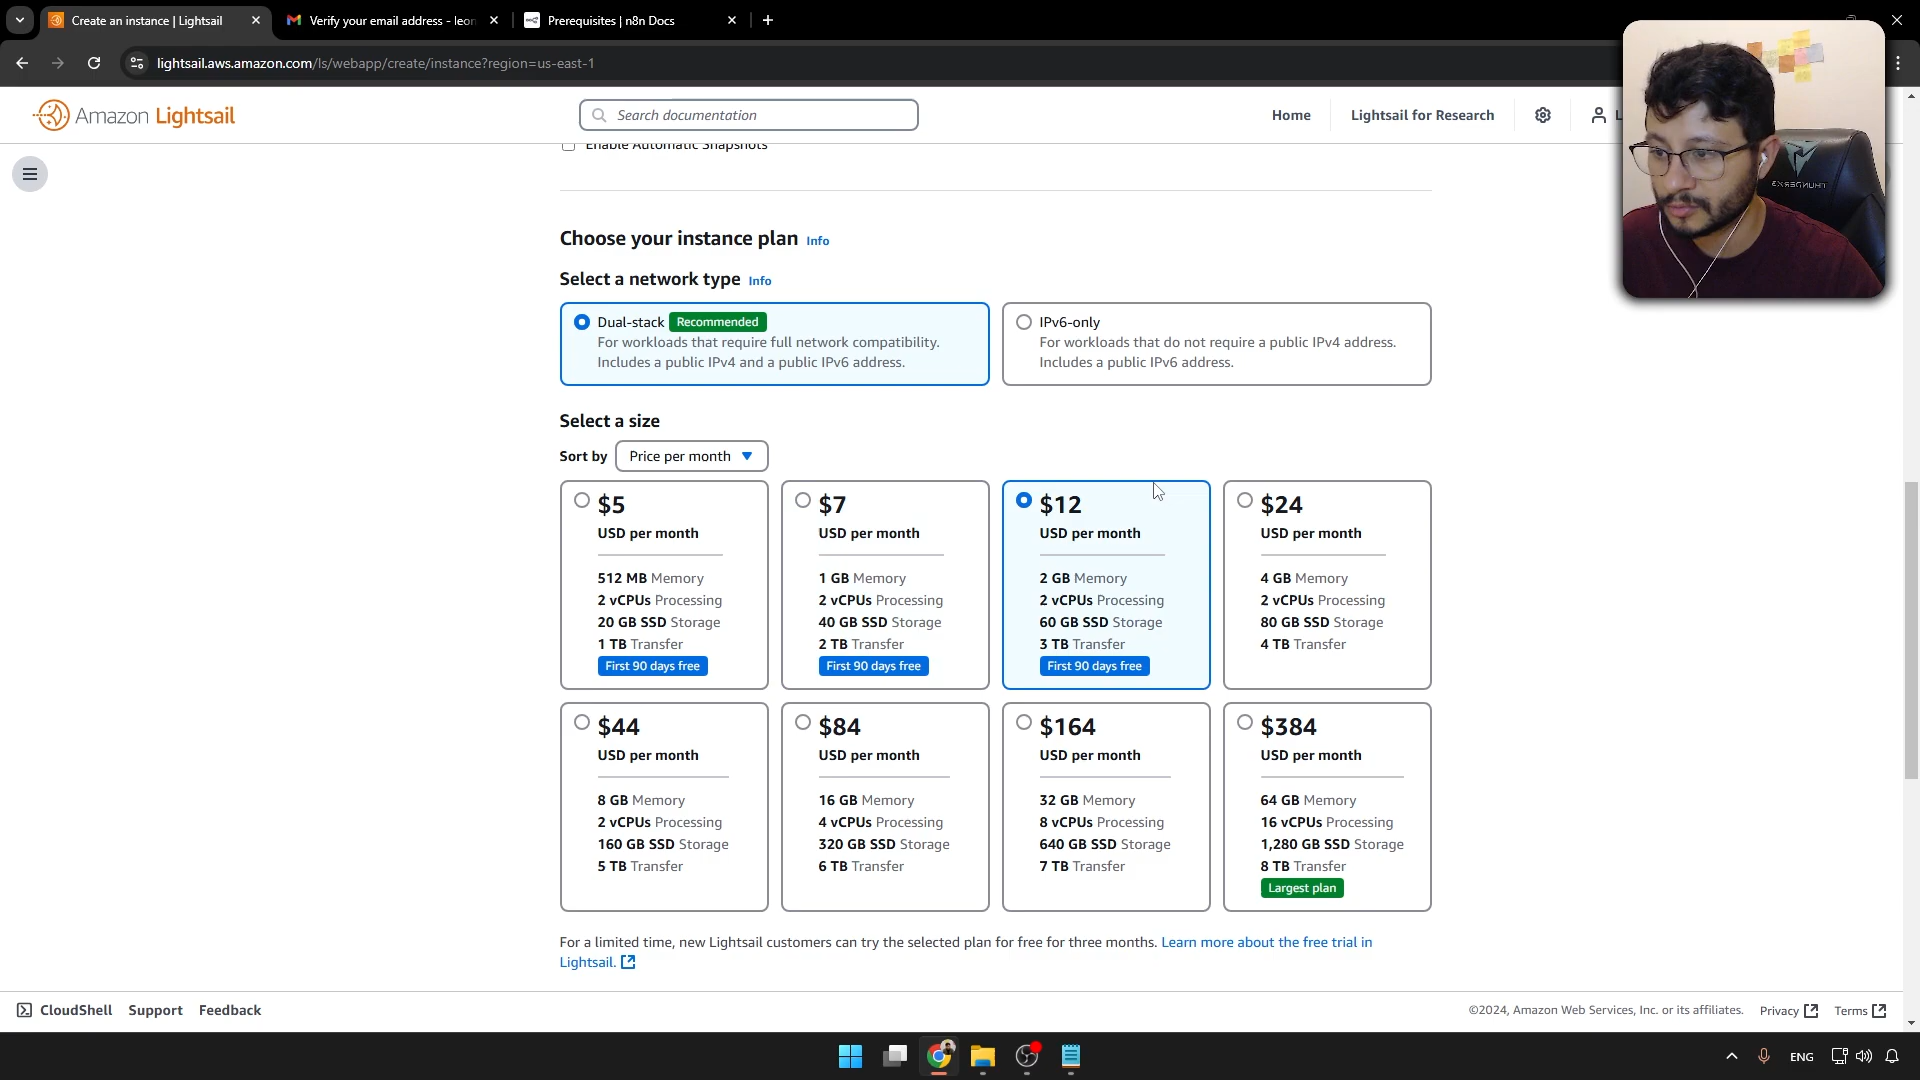 Create an instance | Lightsail
Verify your email address - leon
Prerequisites | n8n Docs
lightsail.aws.amazon.com/ls/webapp/create/instance?region=us-east-1
Amazon Lightsail
Search documentation
Home
Lightsail for Research
L
Enable Automatic Snapshots
Choose your instance plan Info
Select a network type Info
Dual-stack Recommended
For workloads that require full network compatibility.
Includes a public IPv4 and a public IPv6 address.
IPv6-only
For workloads that do not require a public IPv4 address.
Includes a public IPv6 address.
Select a size
Sort by Price per month
$5
USD per month
512 MB Memory
2 vCPUs Processing
20 GB SSD Storage
1 TB Transfer
First 90 days free
$7
USD per month
1 GB Memory
2 vCPUs Processing
40 GB SSD Storage
2 TB Transfer
First 90 days free
$12
USD per month
2 GB Memory
2 vCPUs Processing
60 GB SSD Storage
3 TB Transfer
First 90 days free
$24
USD per month
4 GB Memory
2 vCPUs Processing
80 GB SSD Storage
4 TB Transfer
$44
USD per month
8 GB Memory
2 vCPUs Processing
160 GB SSD Storage
5 TB Transfer
$84
USD per month
16 GB Memory
4 vCPUs Processing
320 GB SSD Storage
6 TB Transfer
$164
USD per month
32 GB Memory
8 vCPUs Processing
640 GB SSD Storage
7 TB Transfer
$384
USD per month
64 GB Memory
16 vCPUs Processing
1,280 GB SSD Storage
8 TB Transfer
Largest plan
For a limited time, new Lightsail customers can try the selected plan for free for three months. Learn more about the free trial in
Lightsail.
CloudShell
Support
Feedback
©2024, Amazon Web Services, Inc. or its affiliates.
Privacy
Terms
ENG